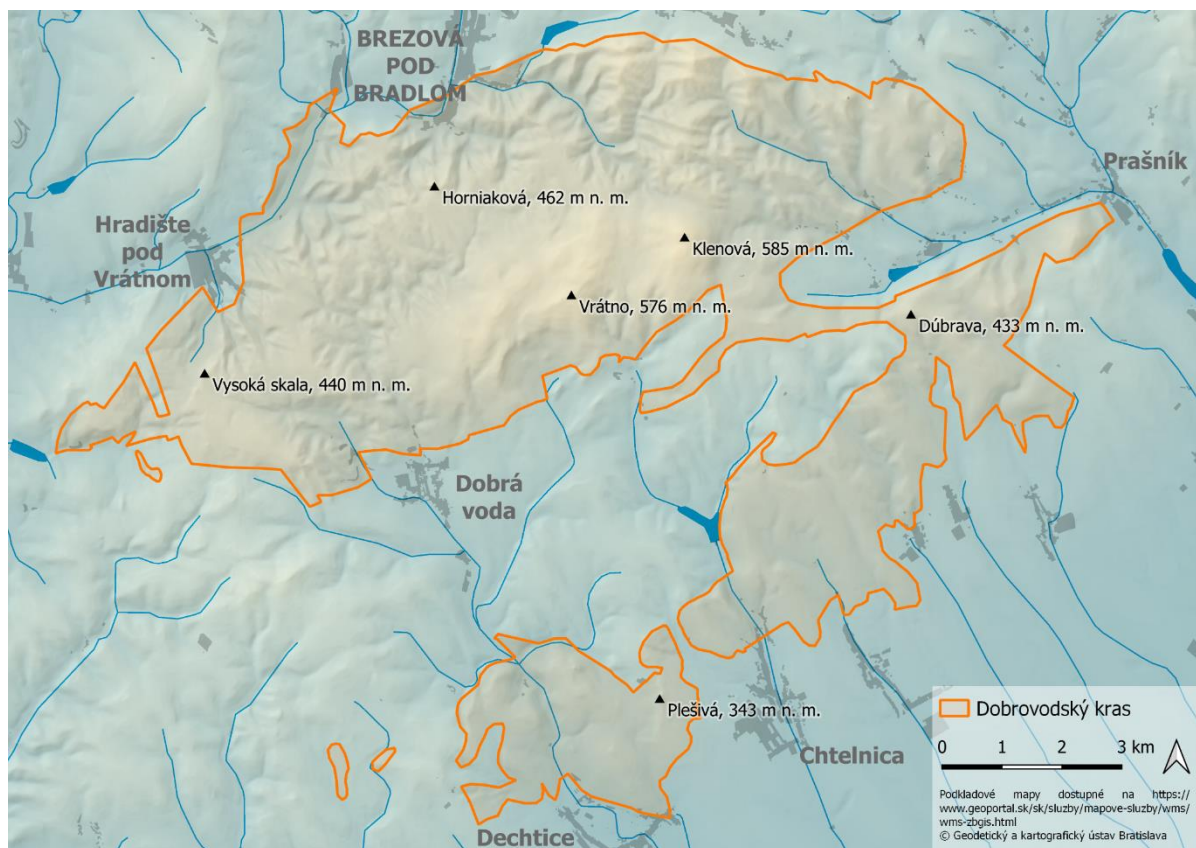 BREZOVÁ
POD
BRADLOM
Prašník
Horniaková, 462 m n. m.
Hradište
pod
Vrátnom
Klenová, 585 m n. m.
Vrátno, 576 m n. m.
Dúbrava, 433 m n. m.
Vysoká skala, 440 m n. m.
Dobrá
voda
Plešivá, 343 m n. m.
Chtelnica
Dechtice
Dobrovodský kras
0 1 2 3 km
Podkladové mapy dostupné na https://
www.geoportal.sk/sk/sluzby/mapove-sluzby/wms/
wms-zbgis.html
© Geodetický a kartografický ústav Bratislava